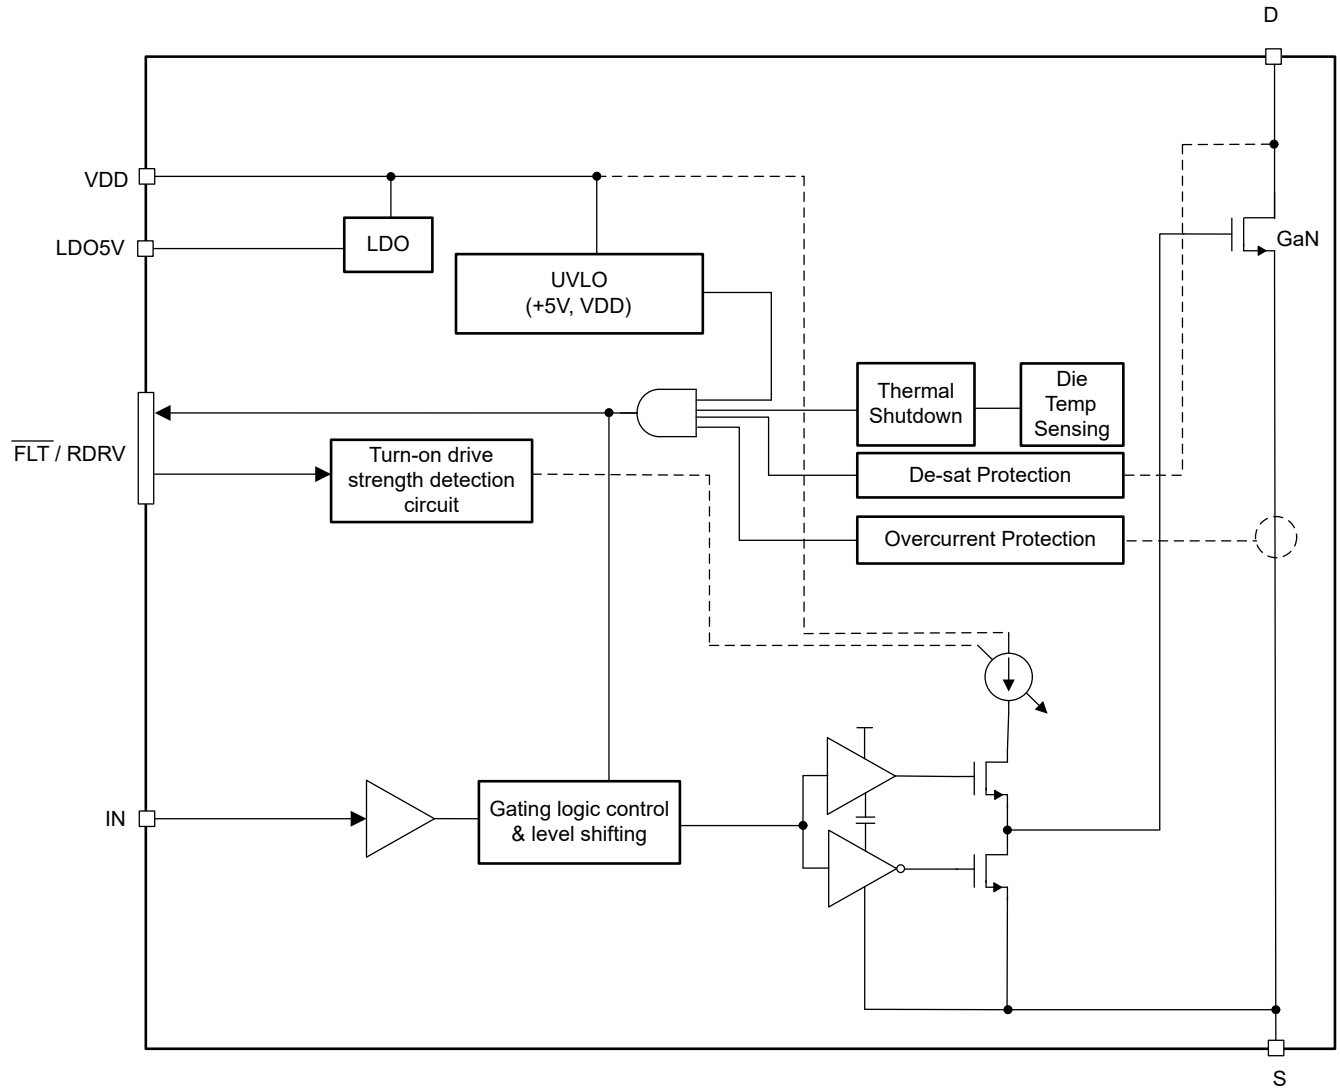 D
VDD
LDO5V
LDO
UVLO
(+5V, VDD)
GaN
Thermal
Shutdown
Die
Temp
Sensing
FLT / RDRV
Turn-on drive
strength detection
circuit
De-sat Protection
Overcurrent Protection
IN
Gating logic control
& level shifting
S